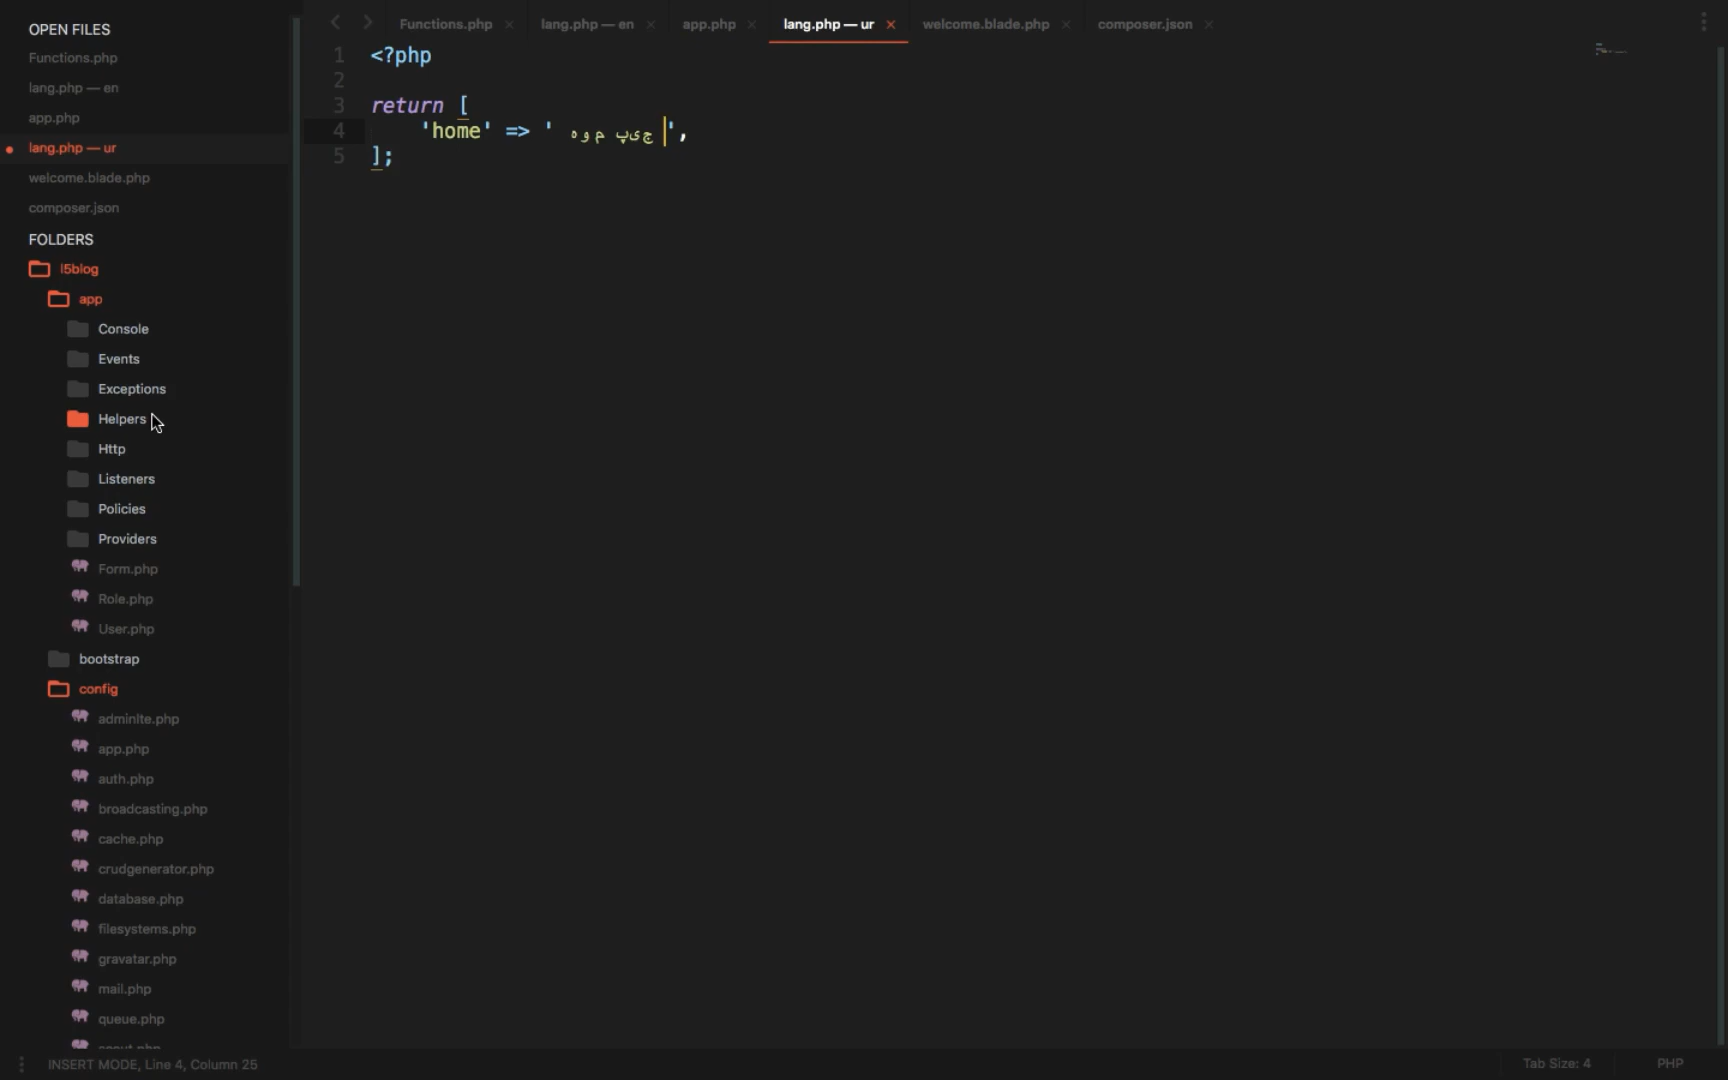 OPEN FILES
Functions.php
lang.php — en
app.php
lang.php — ur
welcome.blade.php
composer.json
FOLDERS
l5blog
app
Console
Events
Exceptions
Helpers
Http
Listeners
Policies
Providers
Form.php
Role.php
User.php
bootstrap
config
adminlte.php
app.php
auth.php
broadcasting.php
cache.php
crudgenerator.php
database.php
filesystems.php
gravatar.php
mail.php
queue.php
Functions.php × lang.php — en × app.php × lang.php — ur × welcome.blade.php × composer.json ×
1 <?php
2
3 return [
4 'home' => ' جیپ موہ ',
5 ];
INSERT MODE, Line 4, Column 25
Tab Size: 4
PHP